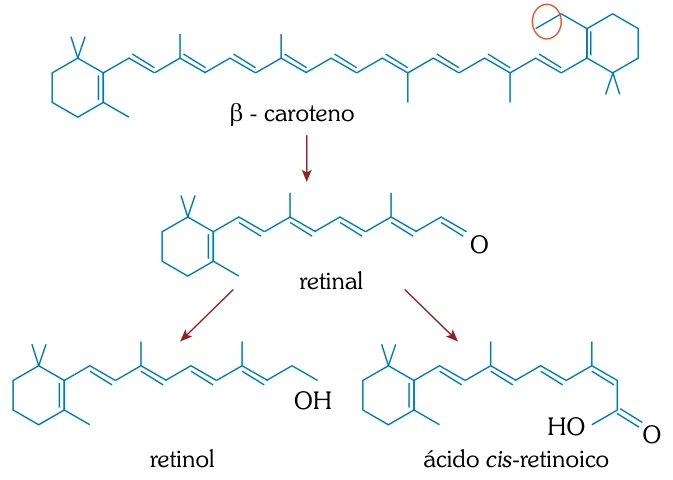 β - caroteno
O
retinal
OH
HO
O
retinol
ácido cis-retinoico